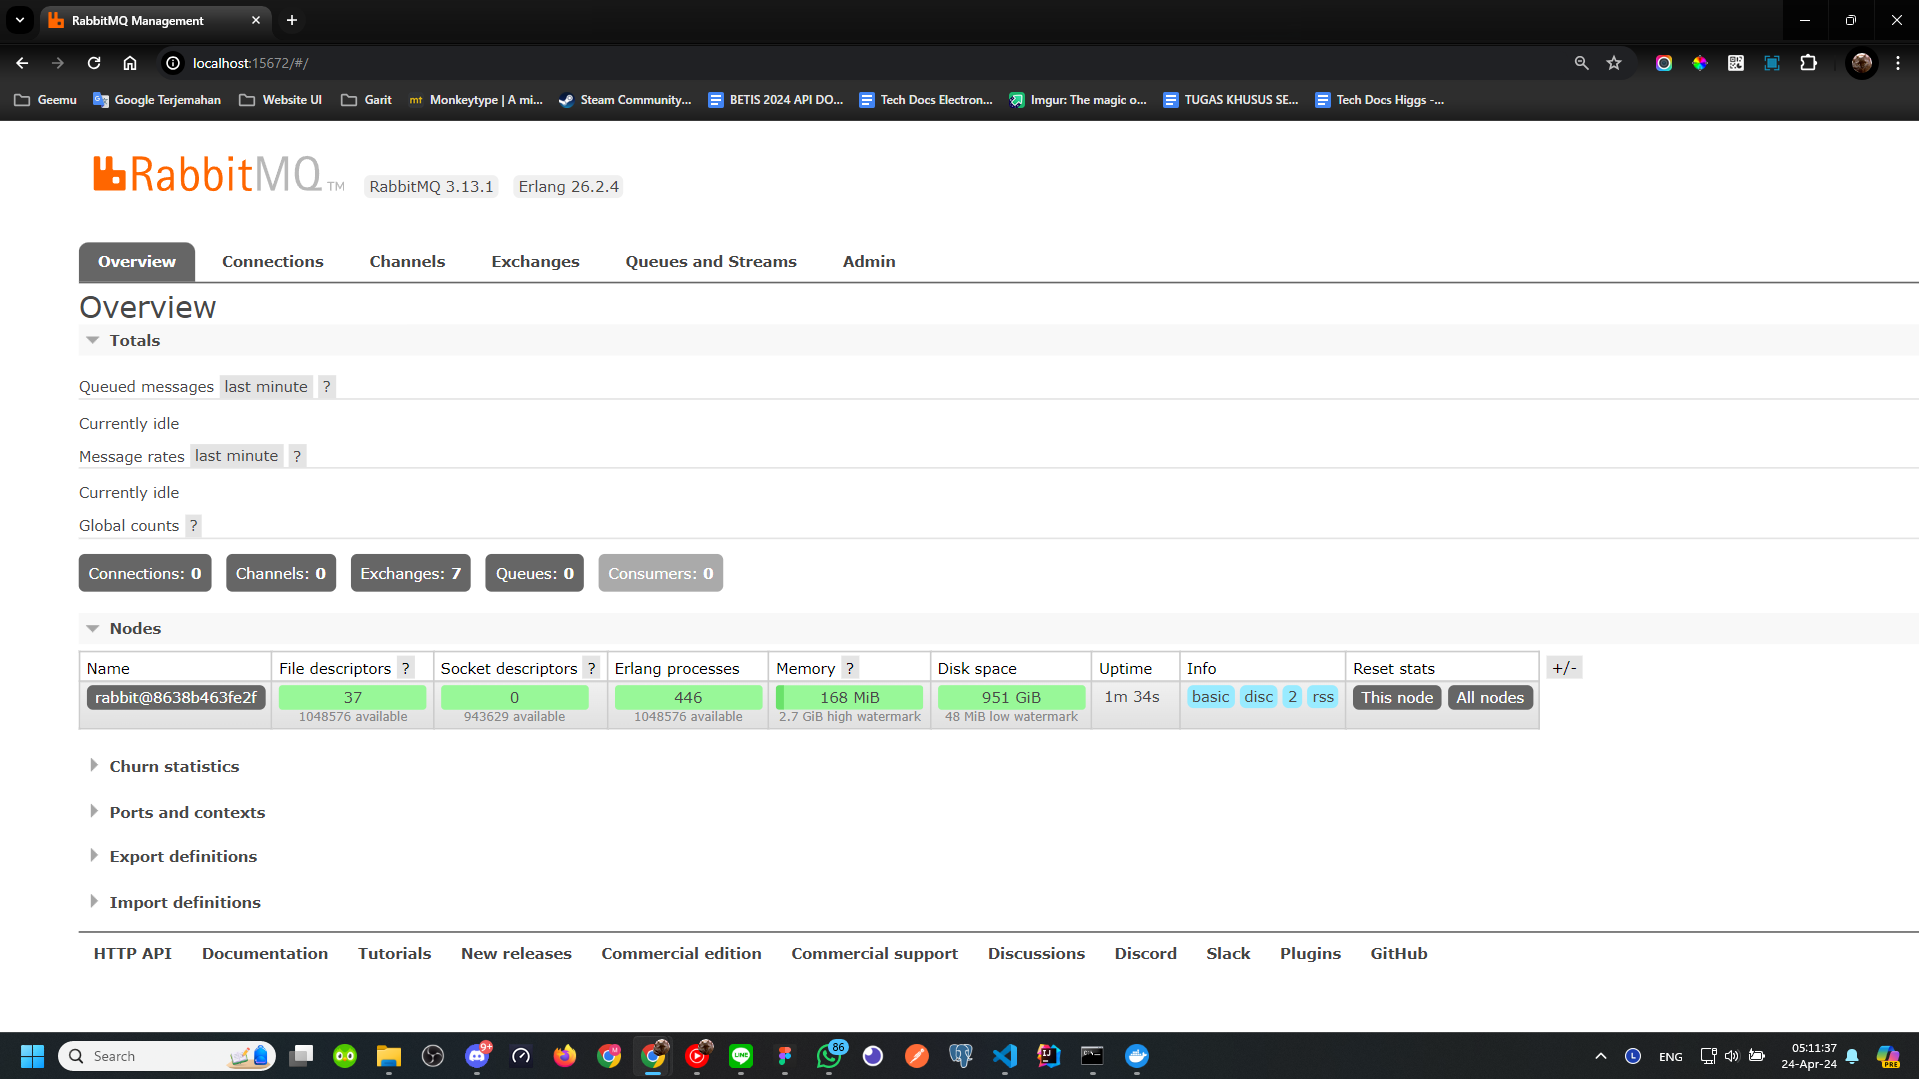 RabbitMQ Management
localhost:15672/#/
Geemu Google Terjemahan Website UI Garit mt Monkeytype | A mi... Steam Community... BETIS 2024 API DO... Tech Docs Electron... Imgur: The magic o... TUGAS KHUSUS SE... Tech Docs Higgs -...
RabbitMQ TM RabbitMQ 3.13.1 Erlang 26.2.4
Overview Connections Channels Exchanges Queues and Streams Admin
Overview
Totals
Queued messages last minute ?
Currently idle
Message rates last minute ?
Currently idle
Global counts ?
Connections: 0 Channels: 0 Exchanges: 7 Queues: 0 Consumers: 0
Nodes
Name File descriptors ? Socket descriptors ? Erlang processes Memory ? Disk space Uptime Info Reset stats +/-
rabbit@8638b463fe2f 37 0 446 168 MiB 951 GiB 1m 34s basic disc 2 rss This node All nodes
1048576 available 943629 available 1048576 available 2.7 GiB high watermark 48 MiB low watermark
Churn statistics
Ports and contexts
Export definitions
Import definitions
HTTP API Documentation Tutorials New releases Commercial edition Commercial support Discussions Discord Slack Plugins GitHub
Search 9+ LINE 86 ENG 05:11:37
24-Apr-24 PRE